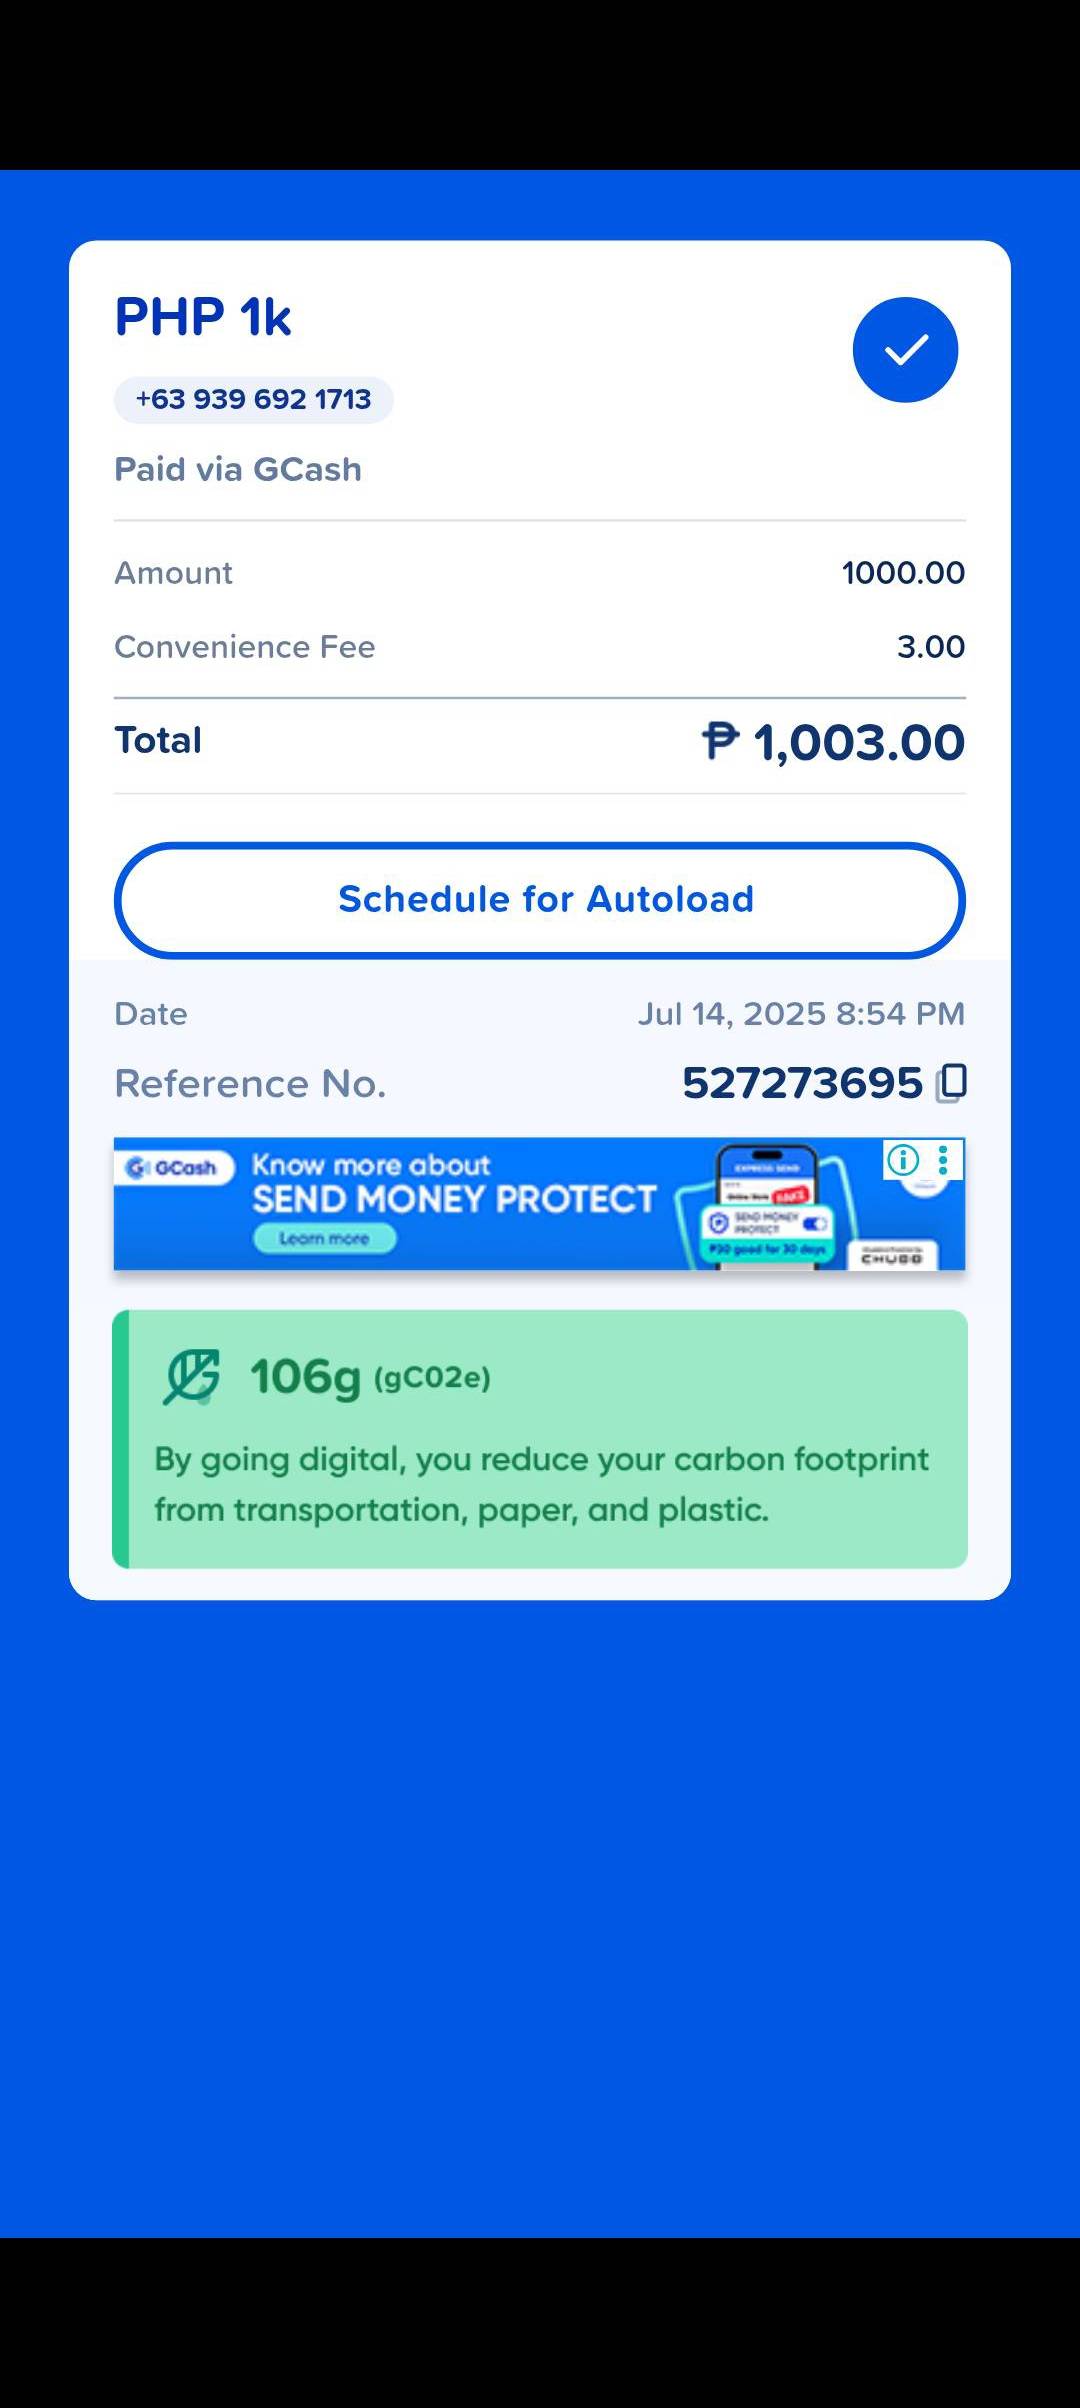 PHP 1k
+63 939 692 1713
Paid via GCash
Amount 1000.00
Convenience Fee 3.00
Total ₱ 1,003.00
Schedule for Autoload
Date Jul 14, 2025 8:54 PM
Reference No. 527273695
GCash
Know more about
SEND MONEY PROTECT
Learn more
EXPRESS SEND
FAKE
SEND MONEY
PROTECT
₱30 good for 30 days
CHUBB
106g (gC02e)
By going digital, you reduce your carbon footprint
from transportation, paper, and plastic.